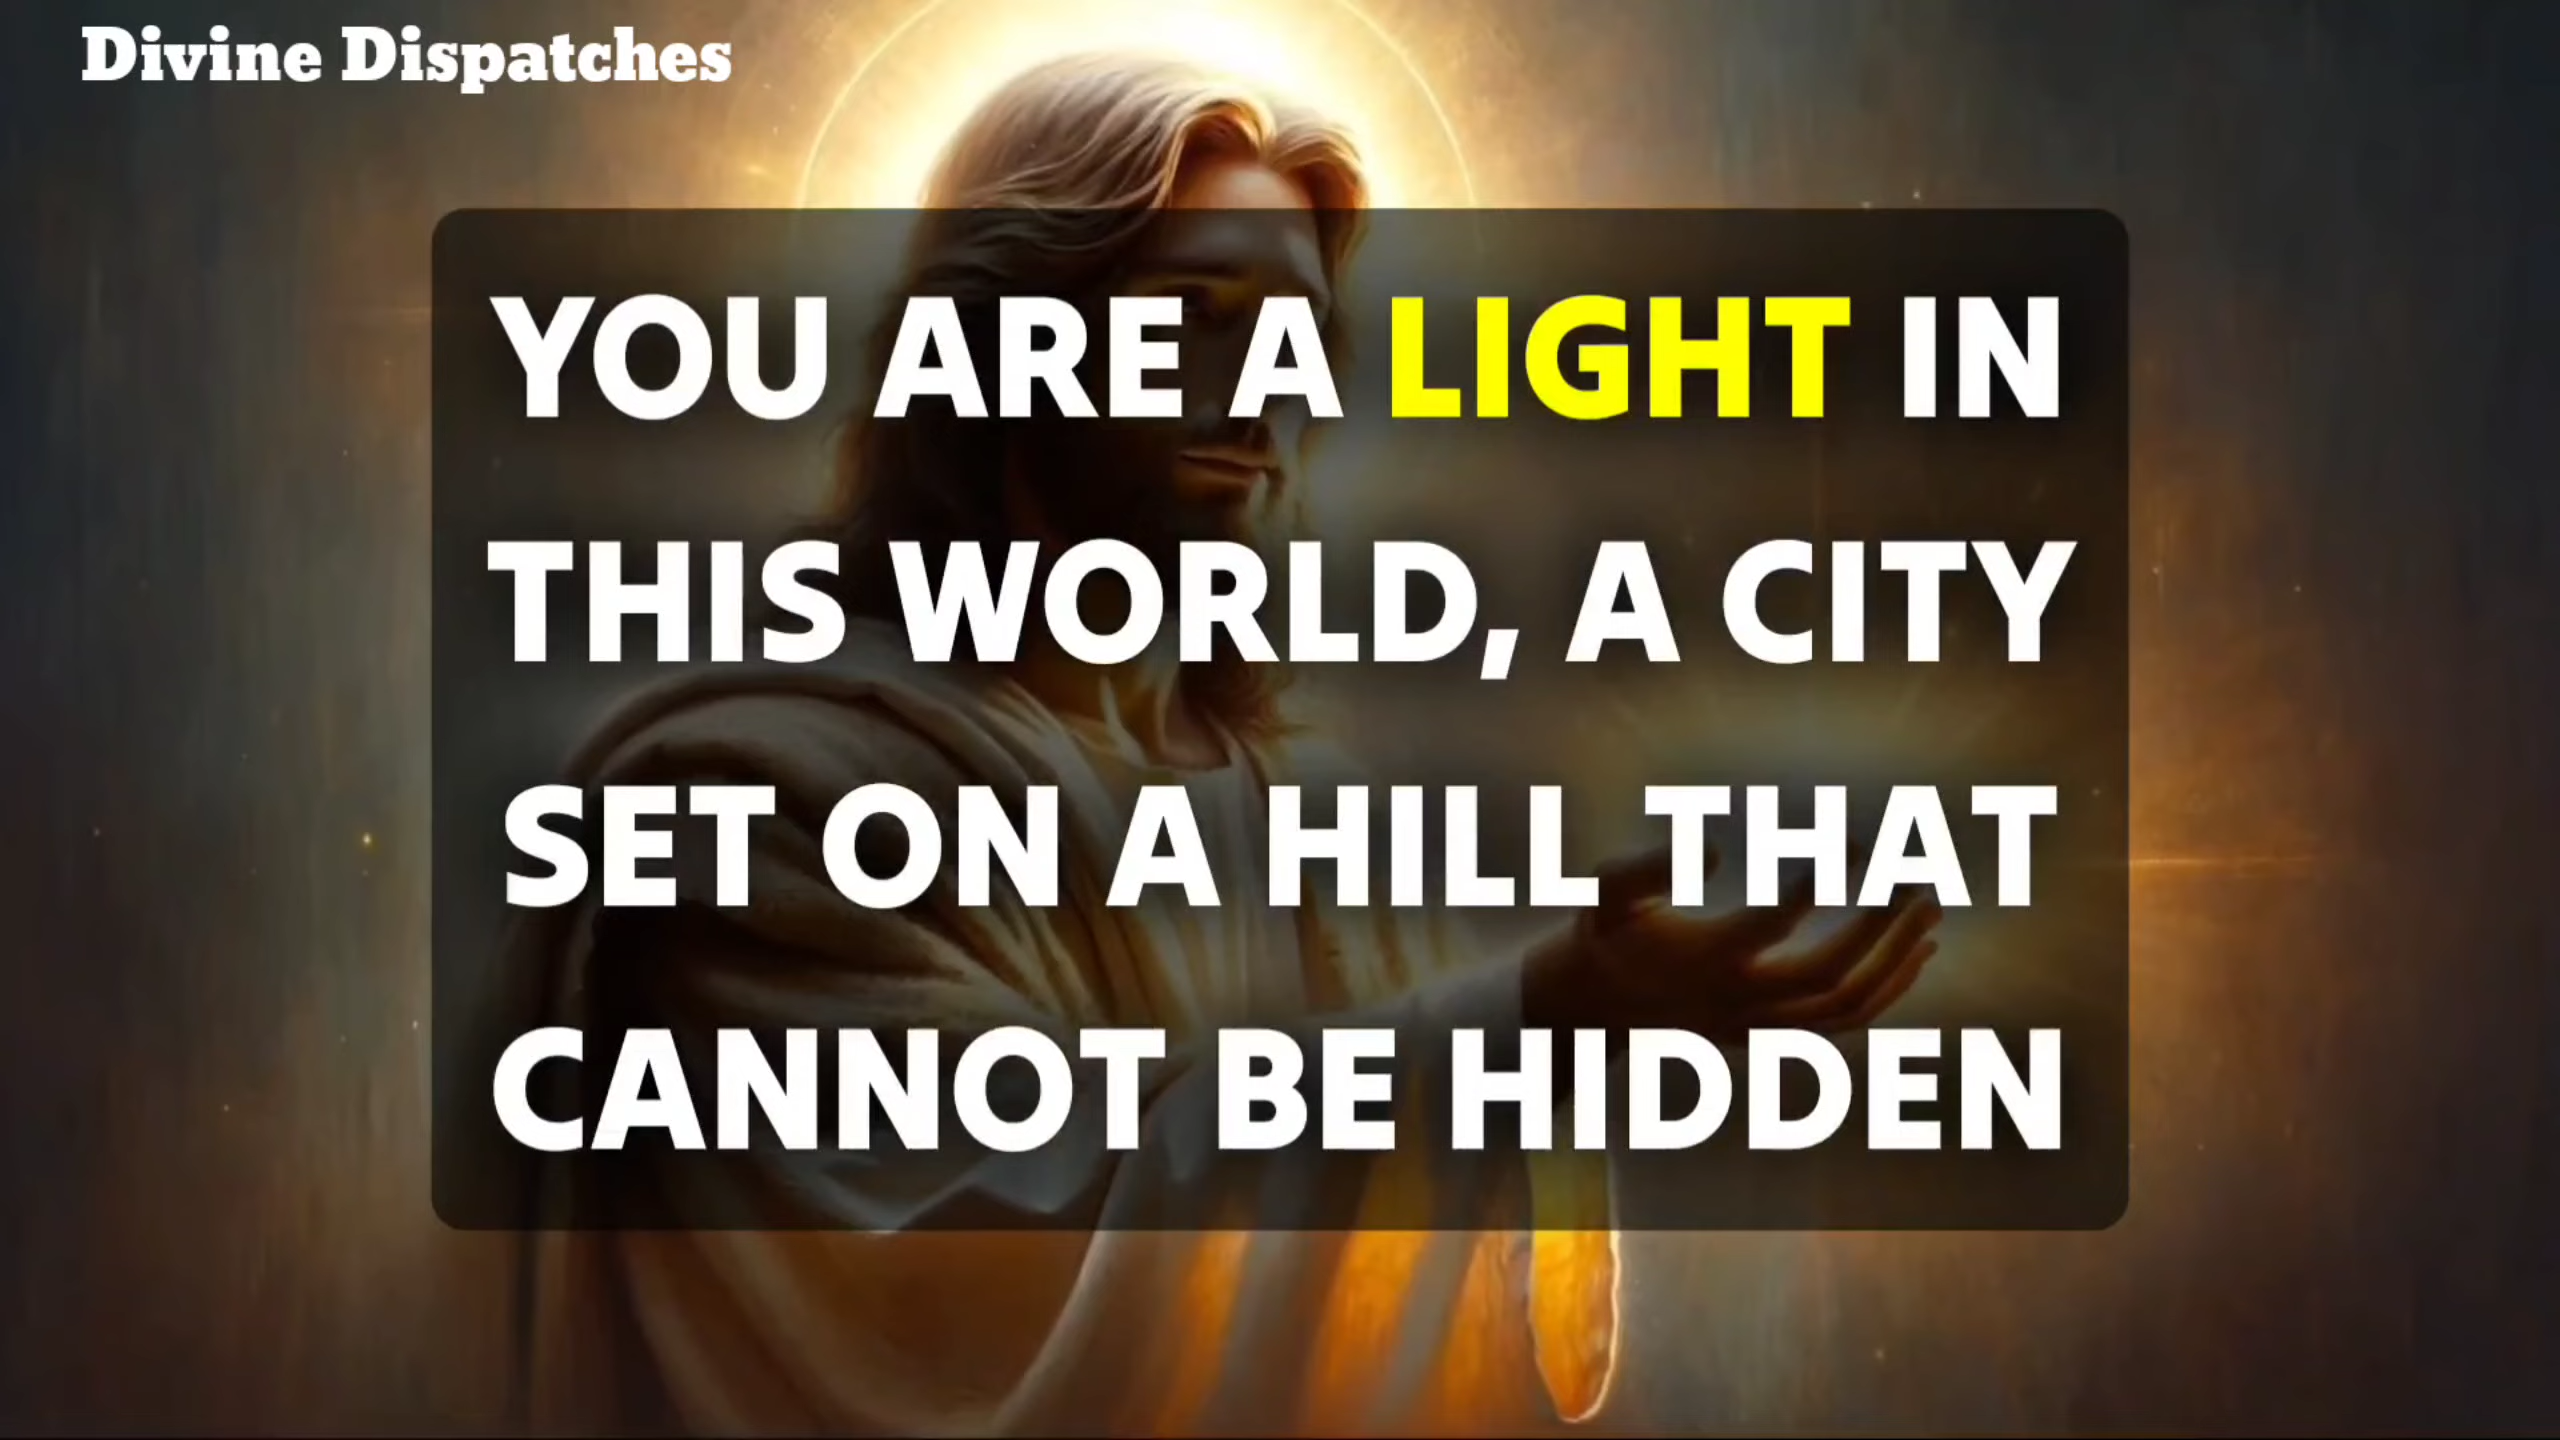 Divine Dispatches
YOU ARE A LIGHT IN
THIS WORLD, A CITY
SET ON A HILL THAT
CANNOT BE HIDDEN